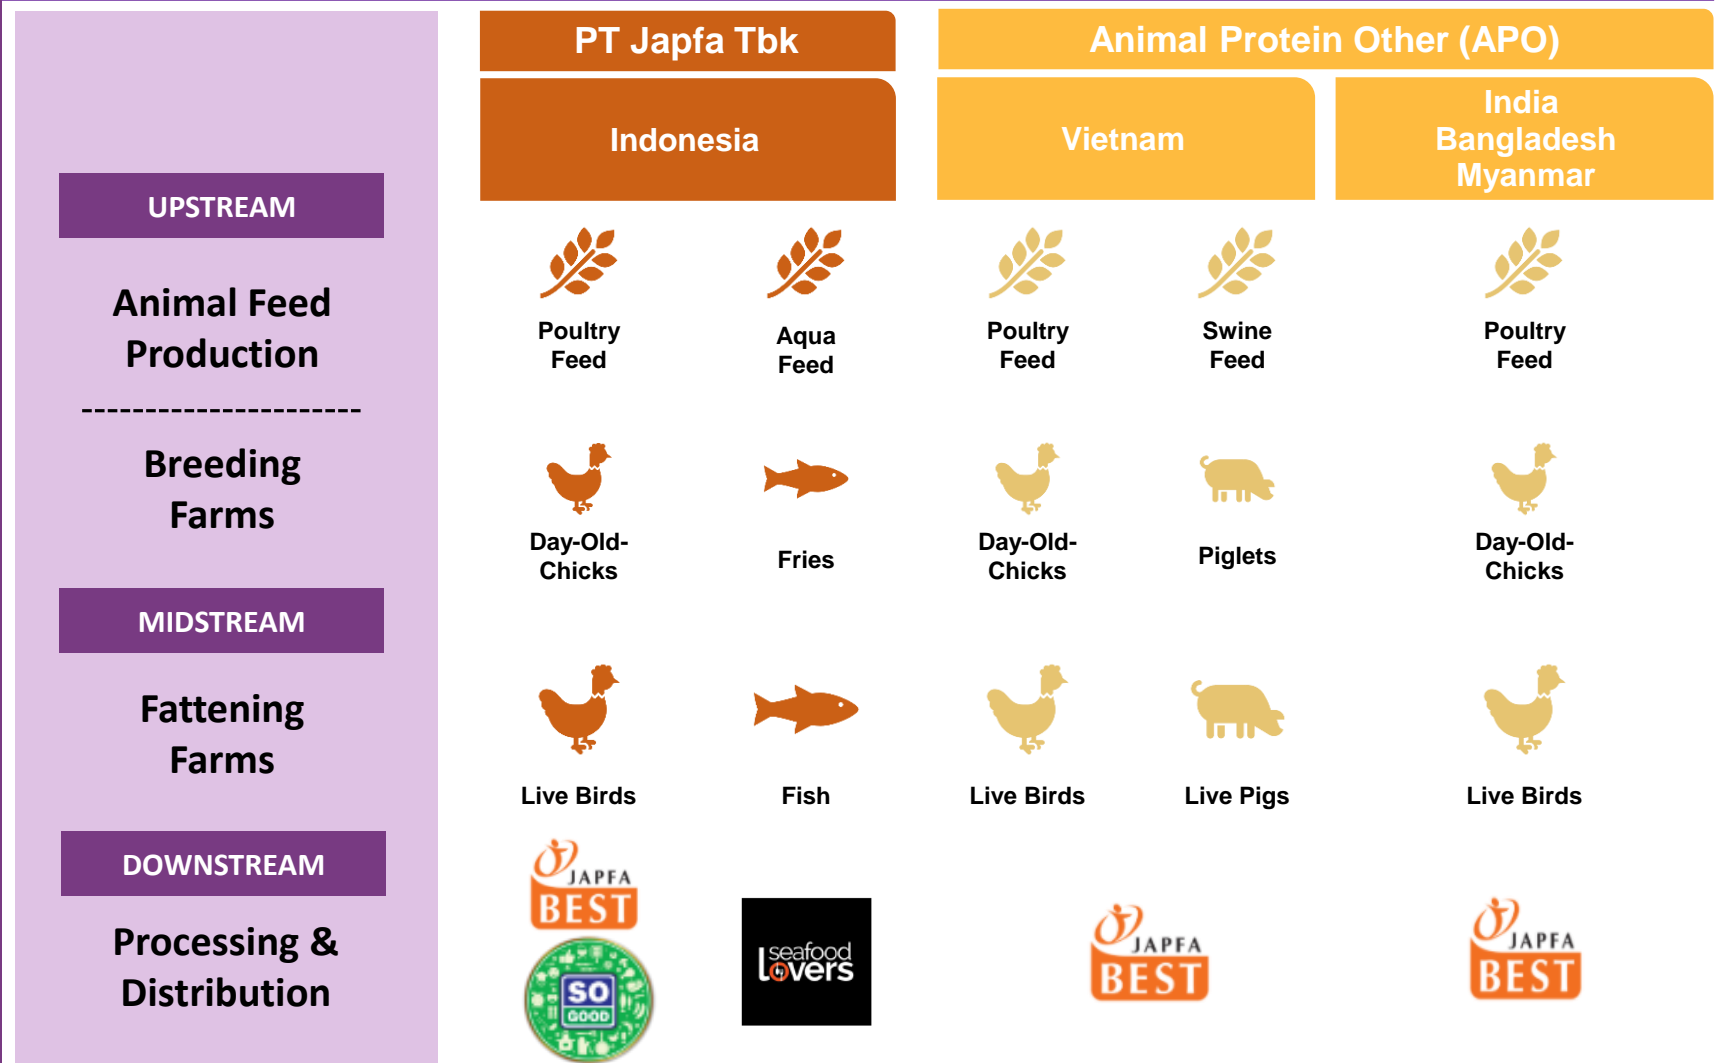 PT Japfa Tbk
Animal Protein Other (APO)
Indonesia
Vietnam
India
Bangladesh
Myanmar
UPSTREAM
Animal Feed
Production
Poultry
Feed
Aqua
Feed
Poultry
Feed
Swine
Feed
Poultry
Feed
----------------------
Breeding
Farms
Day-Old-
Chicks
Fries
Day-Old-
Chicks
Piglets
Day-Old-
Chicks
MIDSTREAM
Fattening
Farms
Live Birds
Fish
Live Birds
Live Pigs
Live Birds
DOWNSTREAM
Processing &
Distribution
JAPFA
BEST
SO
GOOD
seafood
lovers
JAPFA
BEST
JAPFA
BEST